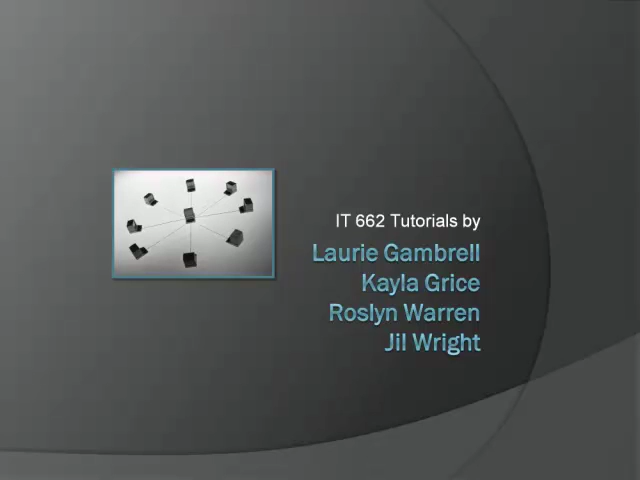 IT 662 Tutorials by
Laurie Gambrell
Kayla Grice
Roslyn Warren
Jil Wright